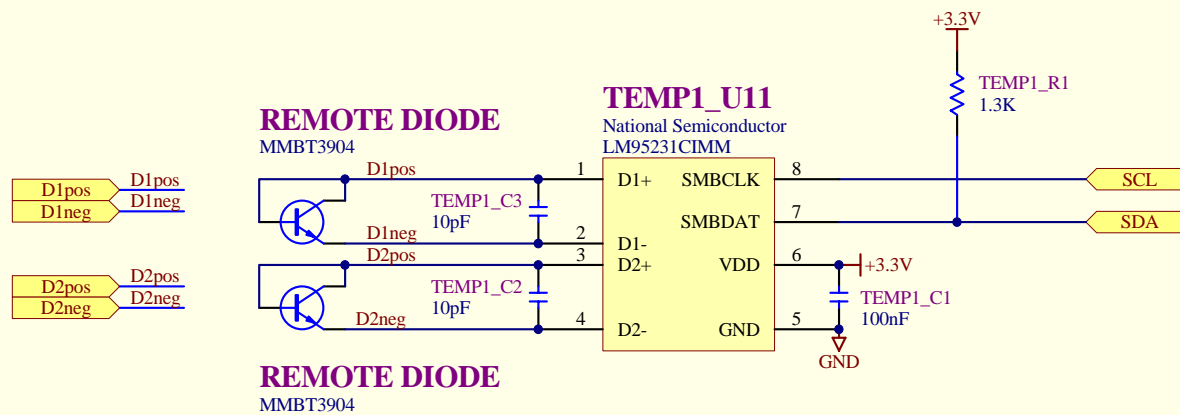 +3.3V
TEMP1_R1
1.3K
TEMP1_U11
National Semiconductor
LM95231CIMM
REMOTE DIODE
MMBT3904
D1pos
D1neg
D1pos
D1neg
D1pos
D1neg
TEMP1_C3
10pF
1
2
D1+
D1-
SMBCLK
8
SCL
SMBDAT
7
SDA
D2pos
D2neg
D2pos
D2neg
D2pos
D2neg
TEMP1_C2
10pF
3
4
D2+
D2-
VDD
6
+3.3V
TEMP1_C1
100nF
GND
5
GND
REMOTE DIODE
MMBT3904